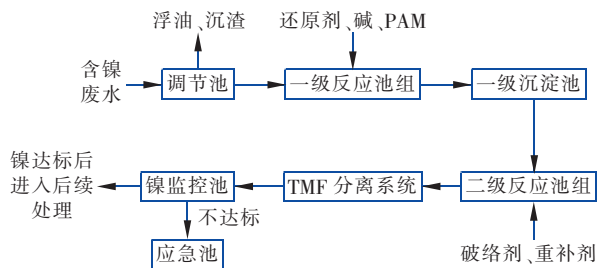 浮油、沉渣
还原剂、碱、PAM
含镍
废水
调节池
一级反应池组
一级沉淀池
镍达标后
进入后续
处理
镍监控池
TMF 分离系统
二级反应池组
不达标
应急池
破络剂、重补剂